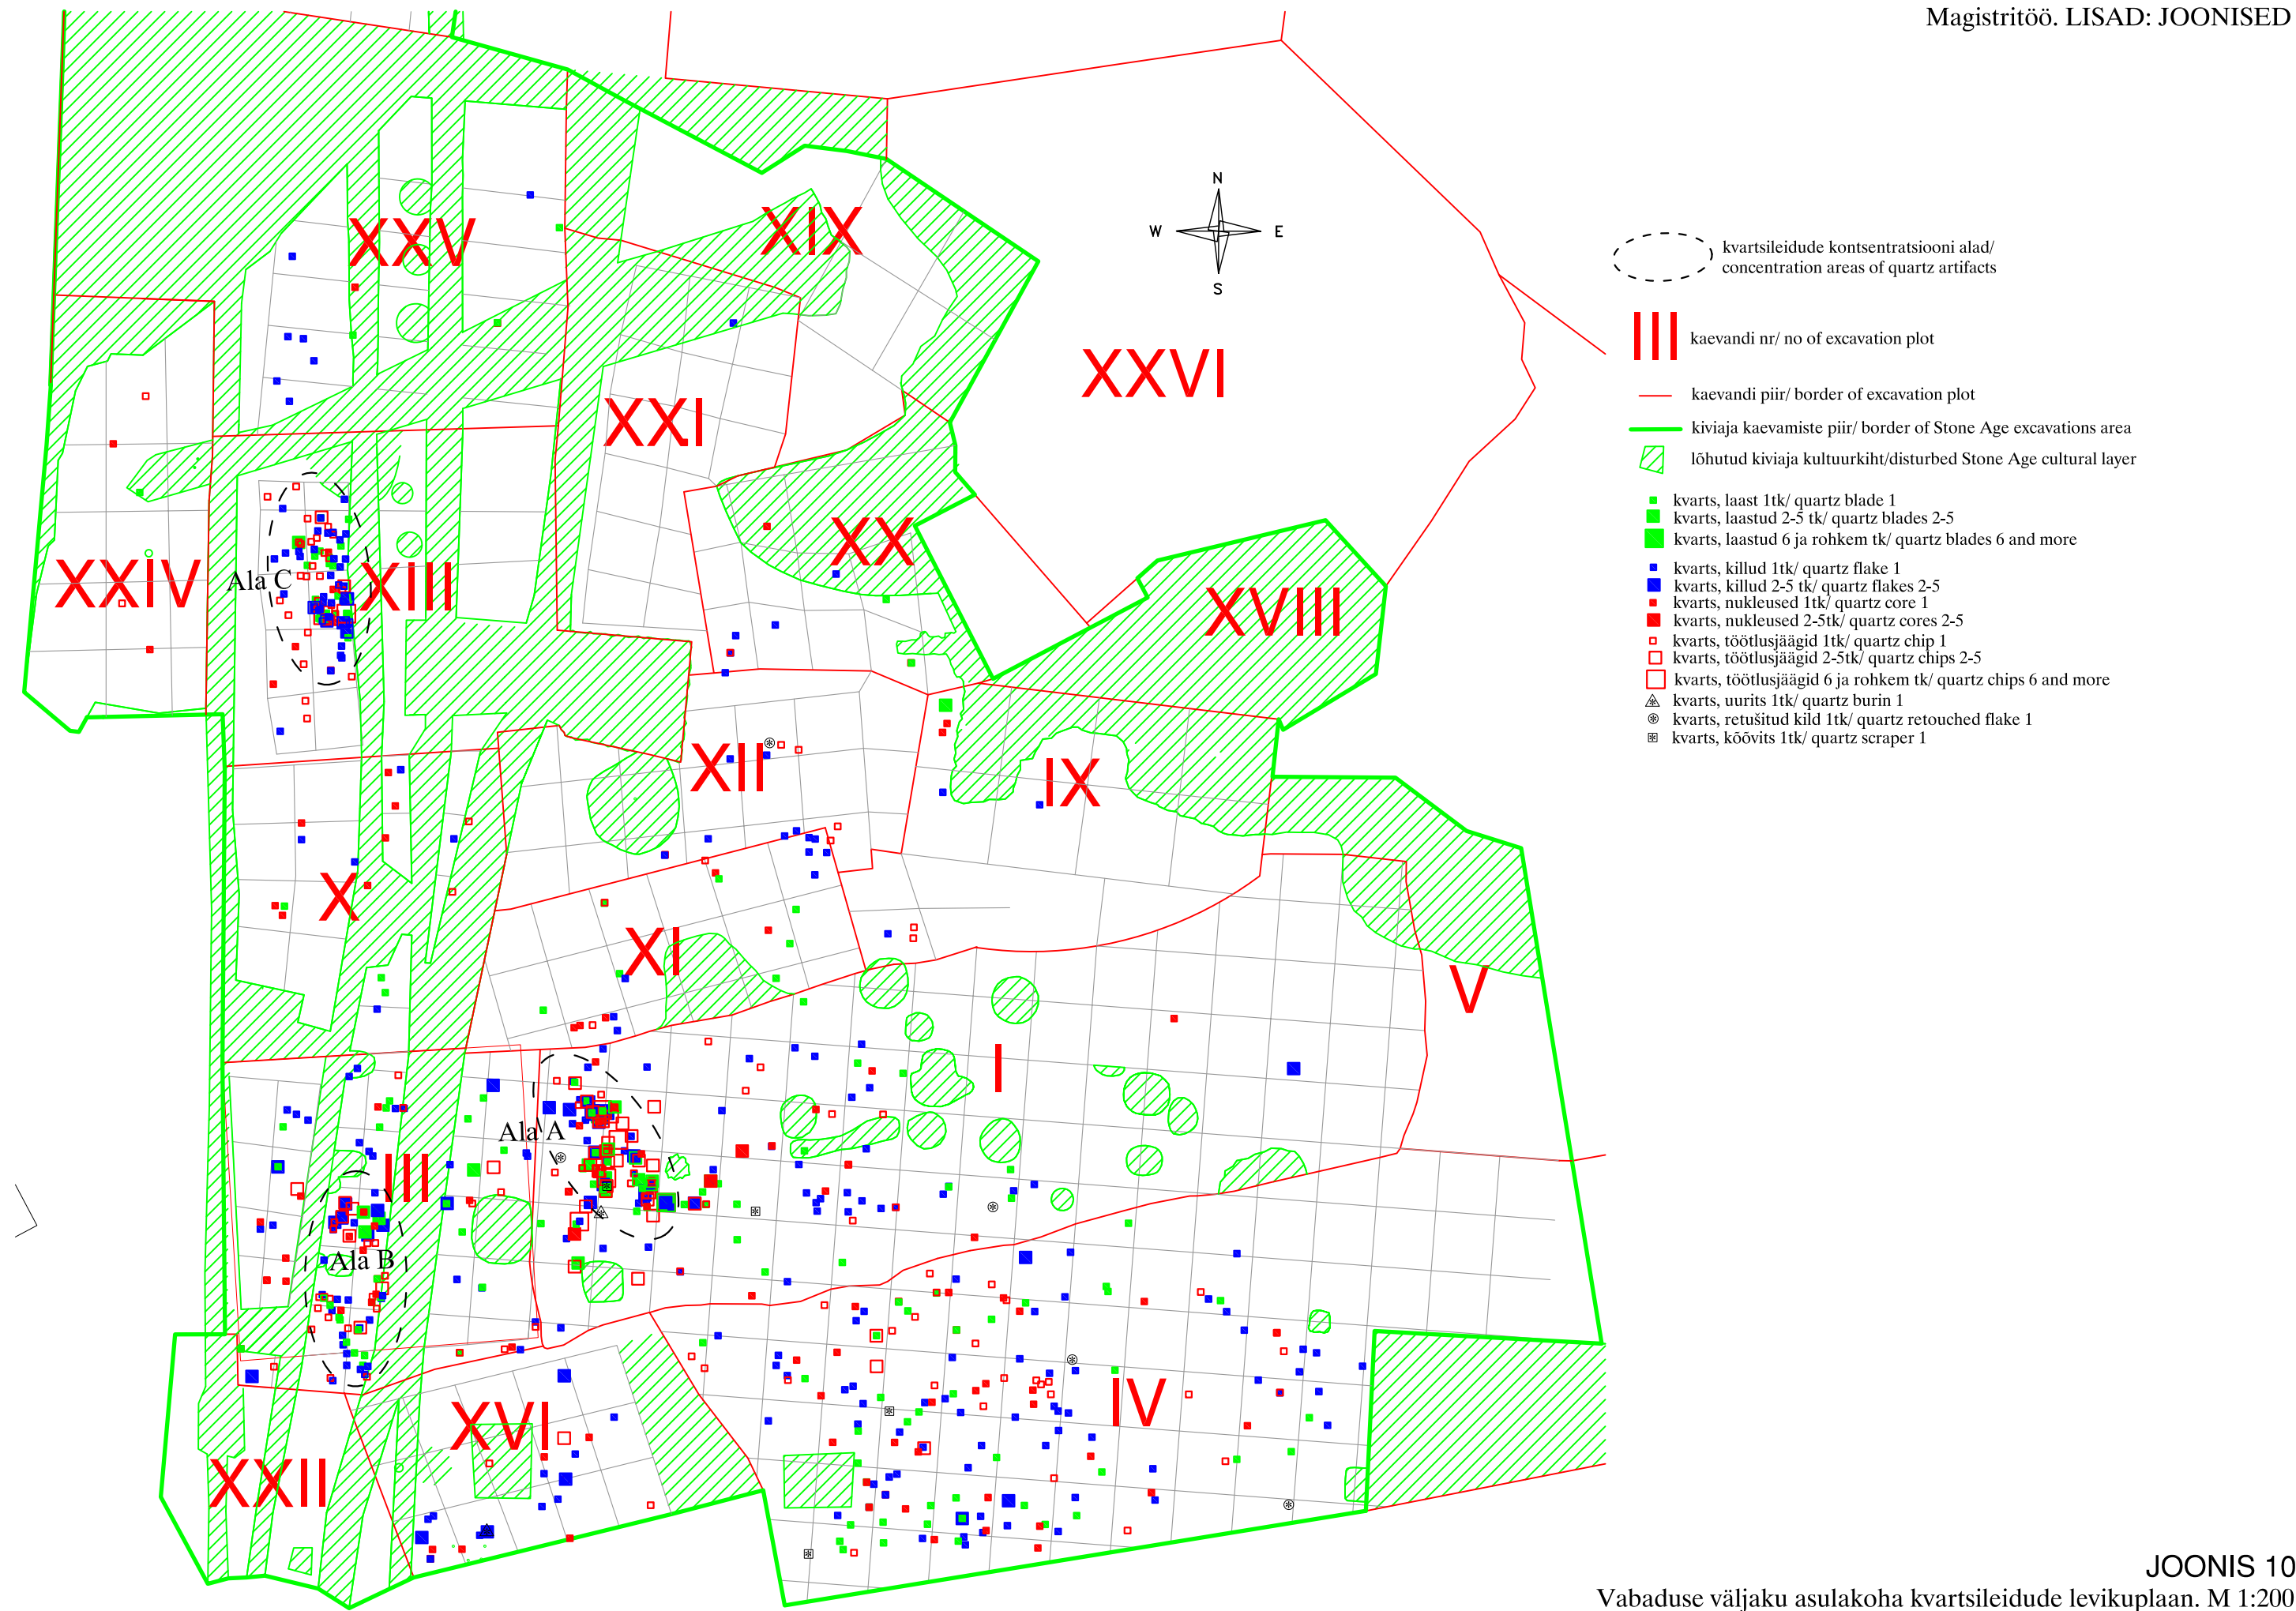 Magistritöö. LISAD: JOONISED
N
W
E
S
XXV
XIX
XXI
XXVI
XX
XXIV
Ala C
XIII
XVIII
XII
IX
X
XI
V
I
Ala A
III
Ala B
IV
XVI
XXII
kvartsileidude kontsentratsiooni alad/
concentration areas of quartz artifacts
III
kaevandi nr/ no of excavation plot
kaevandi piir/ border of excavation plot
kiviaja kaevamiste piir/ border of Stone Age excavations area
lõhutud kiviaja kultuurkiht/disturbed Stone Age cultural layer
kvarts, laast 1tk/ quartz blade 1
kvarts, laastud 2-5 tk/ quartz blades 2-5
kvarts, laastud 6 ja rohkem tk/ quartz blades 6 and more
kvarts, killud 1tk/ quartz flake 1
kvarts, killud 2-5 tk/ quartz flakes 2-5
kvarts, nukleused 1tk/ quartz core 1
kvarts, nukleused 2-5tk/ quartz cores 2-5
kvarts, töötlusjäägid 1tk/ quartz chip 1
kvarts, töötlusjäägid 2-5tk/ quartz chips 2-5
kvarts, töötlusjäägid 6 ja rohkem tk/ quartz chips 6 and more
kvarts, uurits 1tk/ quartz burin 1
kvarts, retušitud kild 1tk/ quartz retouched flake 1
kvarts, kõõvits 1tk/ quartz scraper 1
JOONIS 10
Vabaduse väljaku asulakoha kvartsileidude levikuplaan. M 1:200